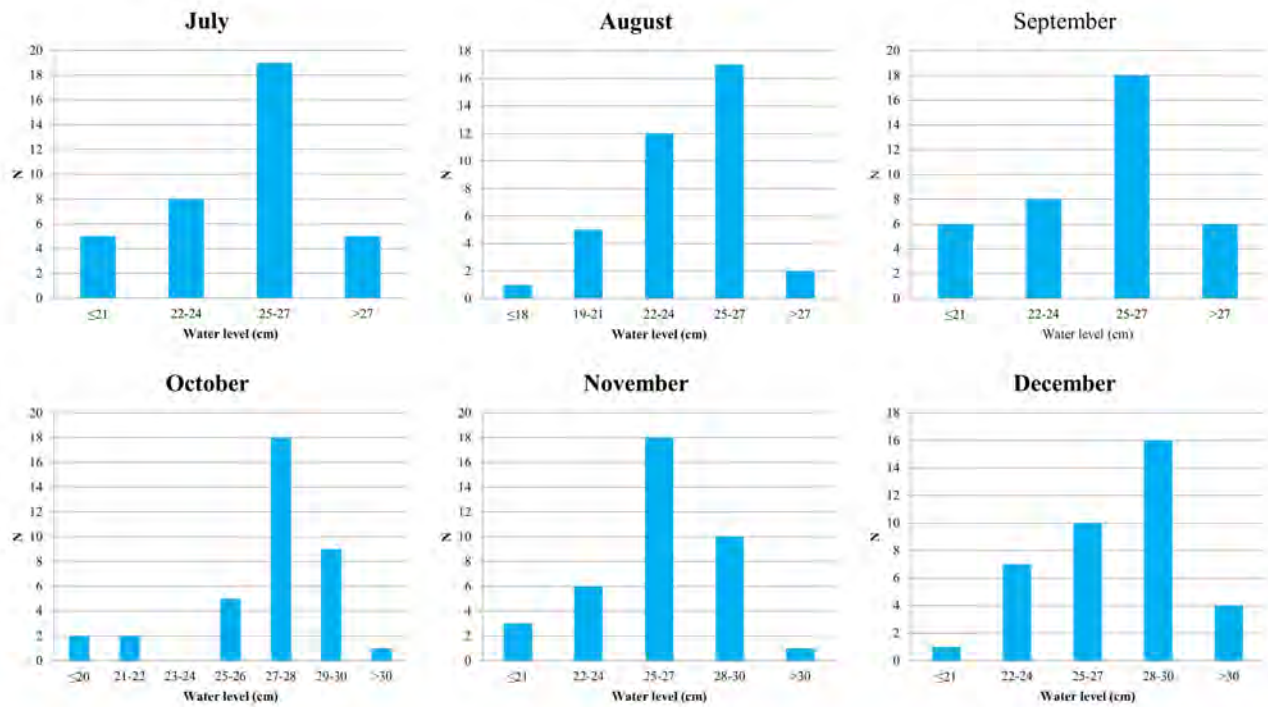 July
20
18
16
14
12
10
8
6
4
2
0
N
≤21 22-24 25-27 >27
Water level (cm)
August
18
16
14
12
10
8
6
4
2
0
N
≤18 19-21 22-24 25-27 >27
Water level (cm)
September
20
18
16
14
12
10
8
6
4
2
0
N
≤21 22-24 25-27 >27
Water level (cm)
October
20
18
16
14
12
10
8
6
4
2
0
N
≤20 21-22 23-24 25-26 27-28 29-30 >30
Water level (cm)
November
20
18
16
14
12
10
8
6
4
2
0
N
≤21 22-24 25-27 28-30 >30
Water level (cm)
December
18
16
14
12
10
8
6
4
2
0
N
≤21 22-24 25-27 28-30 >30
Water level (cm)